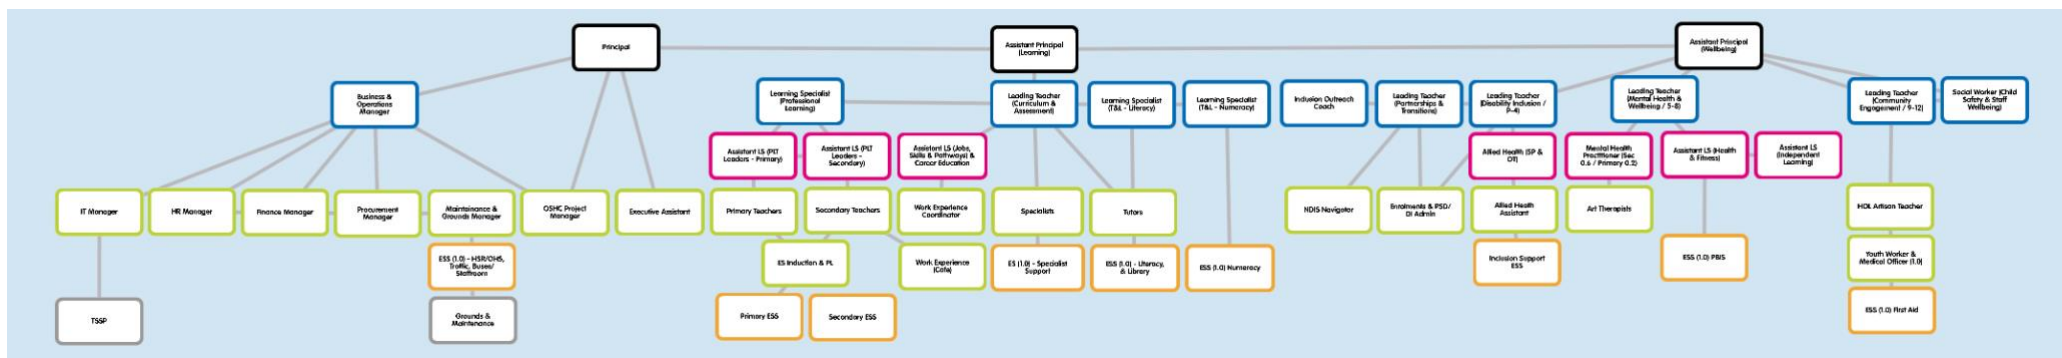 Principal
Assistant Principal
(Learning)
Assistant Principal
(Wellbeing)
Business &
Operations
Manager
Learning Specialist
(Professional
Learning)
Leading Teacher
(Curriculum &
Assessment)
Learning Specialist
(T&L - Literacy)
Learning Specialist
(T&L - Numeracy)
Inclusion Outreach
Coach
Leading Teacher
(Partnerships &
Transitions)
Leading Teacher
(Disability Inclusion /
P-4)
Leading Teacher
(Mental Health &
Wellbeing / 5-8)
Leading Teacher
(Community
Engagement / 9-12)
Social Worker (Child
Safety & Staff
Wellbeing)
Assistant LS (PLT
Leaders - Primary)
Assistant LS (PLT
Leaders -
Secondary)
Assistant LS (Jobs,
Skills & Pathways) &
Career Education
Allied Health (SP &
OT)
Mental Health
Practitioner (Sec
0.6 / Primary 0.2)
Assistant LS (Health
& Fitness)
Assistant LS
(Independent
Learning)
IT Manager
HR Manager
Finance Manager
Procurement
Manager
Maintainance &
Grounds Manager
OSHC Project
Manager
Executive Assistant
Primary Teachers
Secondary Teachers
Work Experience
Coordinator
Specialists
Tutors
NDIS Navigator
Enrolments & PSD/
DI Admin
Allied Health
Assistant
Art Therapists
HDL Artisan Teacher
ESS (1.0) - HSR/OHS,
Traffic, Buses/
Staffroom
ES Induction & PL
Work Experience
(Cafe)
ES (1.0) - Specialist
Support
ESS (1.0) - Literacy,
& Library
ESS (1.0) Numeracy
Inclusion Support
ESS
ESS (1.0) PBIS
Youth Worker &
Medical Officer (1.0)
TSSP
Grounds &
Maintenance
Primary ESS
Secondary ESS
ESS (1.0) First Aid